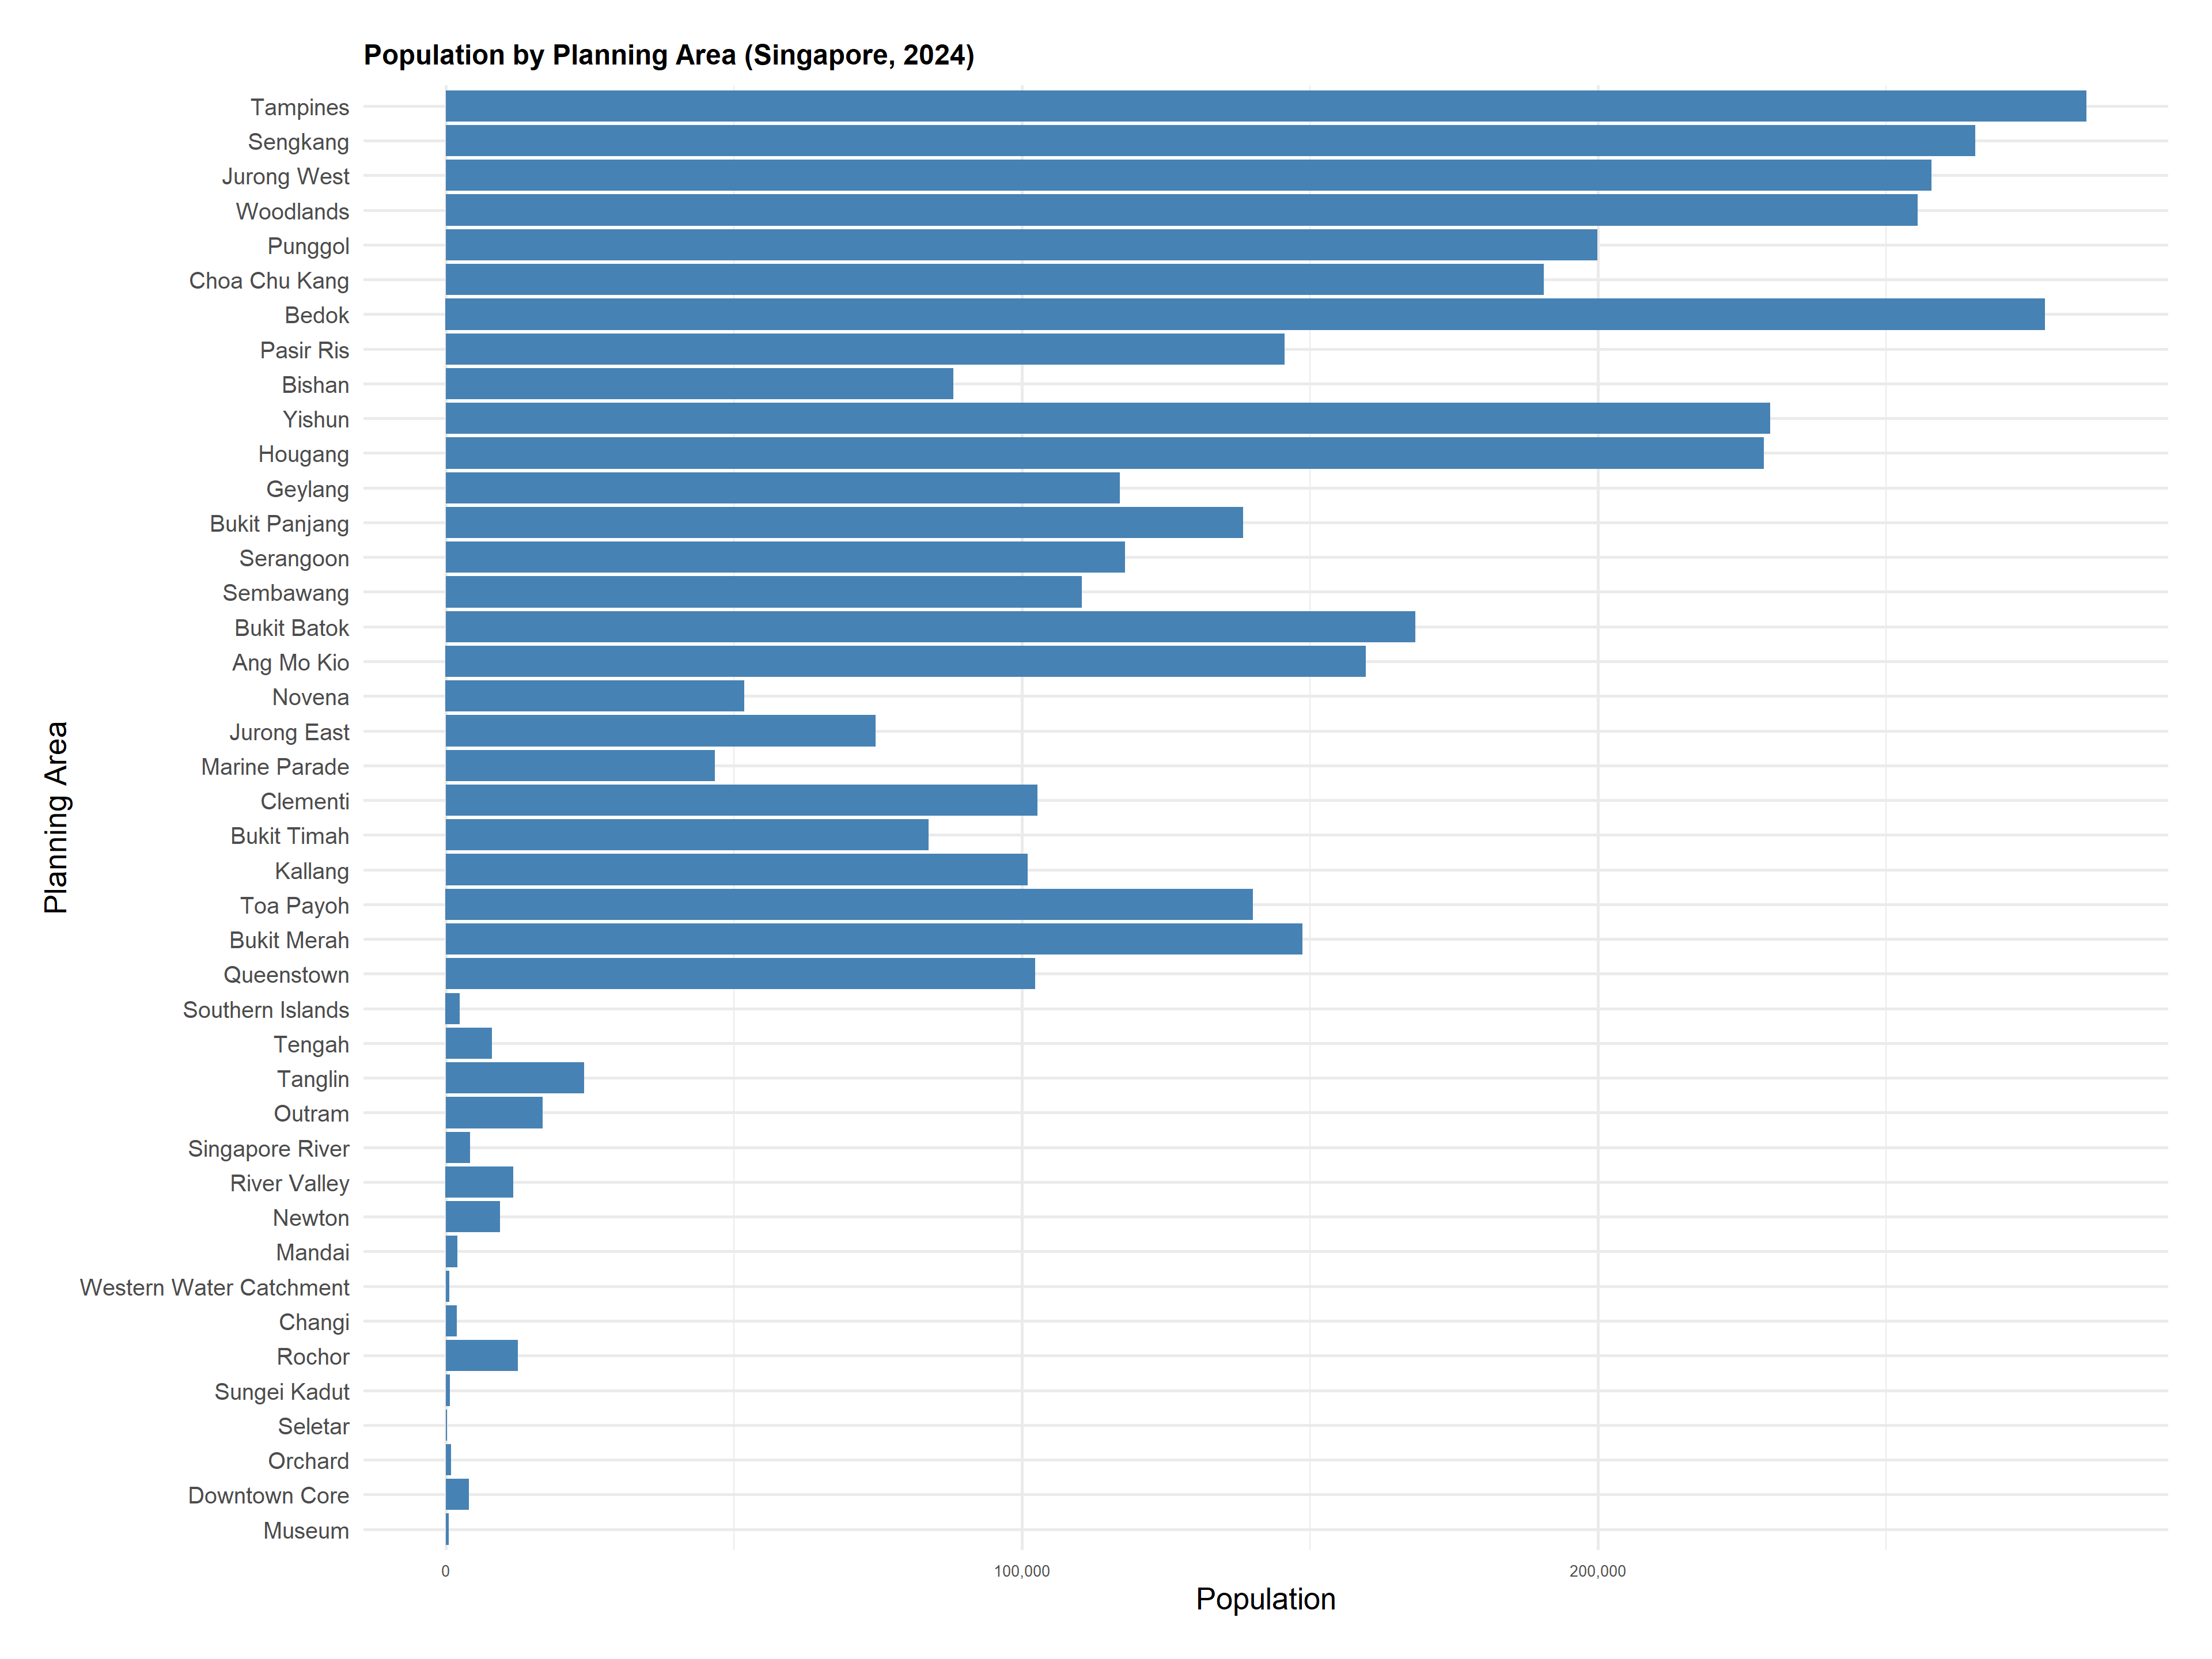 Population by Planning Area (Singapore, 2024)
Planning Area
Tampines
Sengkang
Jurong West
Woodlands
Punggol
Choa Chu Kang
Bedok
Pasir Ris
Bishan
Yishun
Hougang
Geylang
Bukit Panjang
Serangoon
Sembawang
Bukit Batok
Ang Mo Kio
Novena
Jurong East
Marine Parade
Clementi
Bukit Timah
Kallang
Toa Payoh
Bukit Merah
Queenstown
Southern Islands
Tengah
Tanglin
Outram
Singapore River
River Valley
Newton
Mandai
Western Water Catchment
Changi
Rochor
Sungei Kadut
Seletar
Orchard
Downtown Core
Museum
0 100,000 200,000
Population